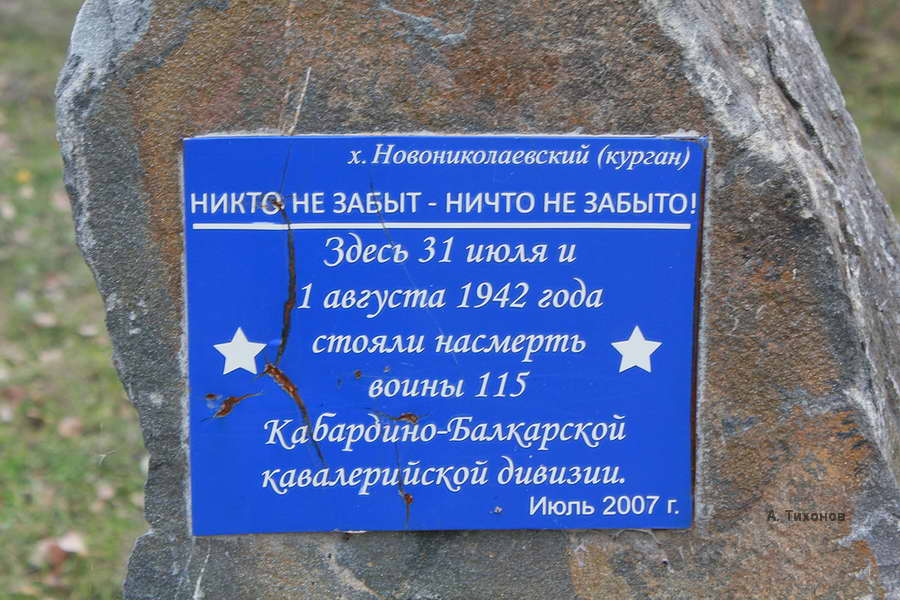 х. Новониколаевский (курган)
НИКТО НЕ ЗАБЫТ - НИЧТО НЕ ЗАБЫТО!
Здесь 31 июля и
1 августа 1942 года
стояли насмерть
воины 115
Кабардино-Балкарской
кавалерийской дивизии.
Июль 2007 г.
А. Тихонов